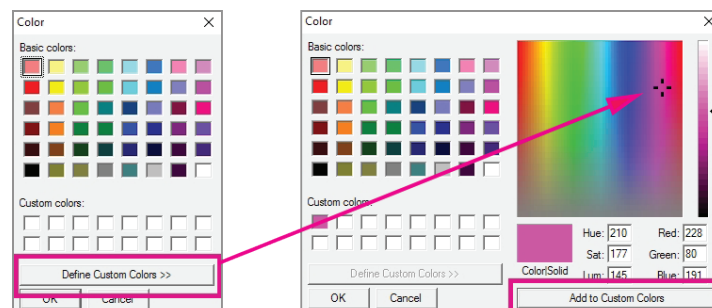 Color
Basic colors:
Custom colors:
Define Custom Colors >>
OK Cancel
Color
Basic colors:
Custom colors:
Define Custom Colors >>
OK Cancel
Color|Solid
Hue: 210 Red: 228
Sat: 177 Green: 80
Lum: 145 Blue: 191
Add to Custom Colors